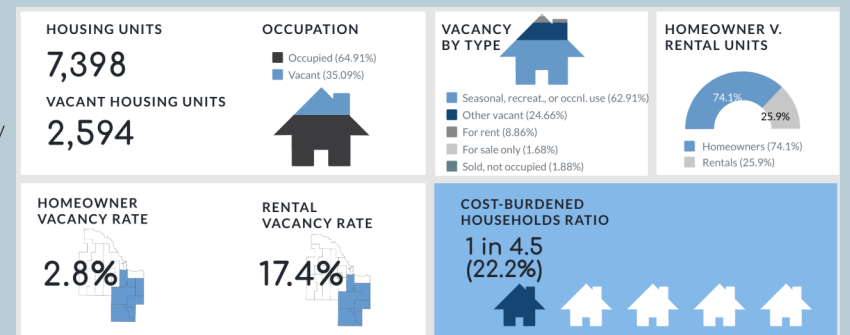 HOUSING UNITS
7,398
VACANT HOUSING UNITS
2,594
OCCUPATION
Occupied (64.91%)
Vacant (35.09%)
VACANCY
BY TYPE
Seasonal, recreat., or occnl. use (62.91%)
Other vacant (24.66%)
For rent (8.86%)
For sale only (1.68%)
Sold, not occupied (1.88%)
HOMEOWNER V.
RENTAL UNITS
74.1%
25.9%
Homeowners (74.1%)
Rentals (25.9%)
HOMEOWNER
VACANCY RATE
2.8%
RENTAL
VACANCY RATE
17.4%
COST-BURDENED
HOUSEHOLDS RATIO
1 in 4.5
(22.2%)